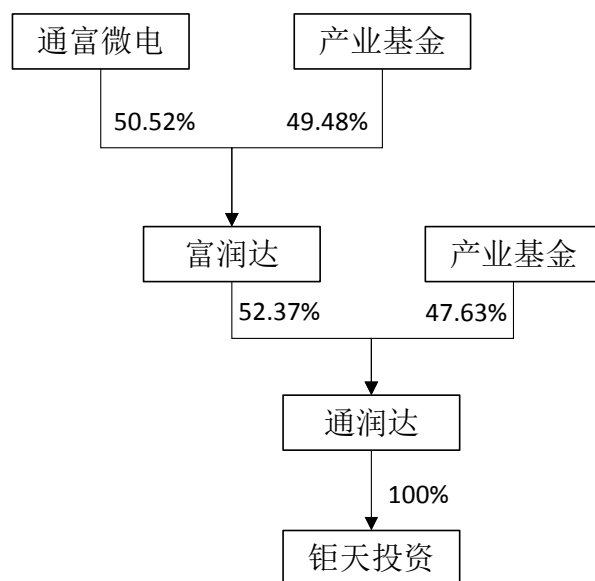 通富微电
产业基金
50.52%
49.48%
富润达
产业基金
52.37%
47.63%
通润达
100%
钜天投资